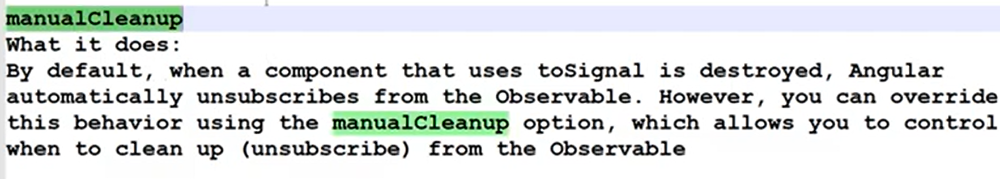 manualCleanup
What it does:
By default, when a component that uses toSignal is destroyed, Angular
automatically unsubscribes from the Observable. However, you can override
this behavior using the manualCleanup option, which allows you to control
when to clean up (unsubscribe) from the Observable